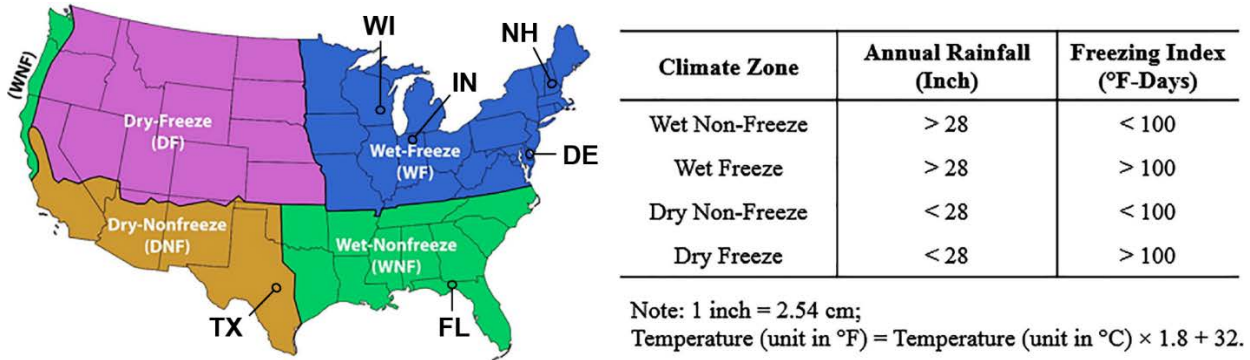 WI
NH
(WNF)
IN
Dry-Freeze
(DF)
Wet-Freeze
(WF)
DE
Dry-Nonfreeze
(DNF)
Wet-Nonfreeze
(WNF)
TX
FL
Climate Zone
Annual Rainfall
(Inch)
Freezing Index
(°F-Days)
Wet Non-Freeze > 28 < 100
Wet Freeze > 28 > 100
Dry Non-Freeze < 28 < 100
Dry Freeze < 28 > 100
Note: 1 inch = 2.54 cm;
Temperature (unit in °F) = Temperature (unit in °C) × 1.8 + 32.